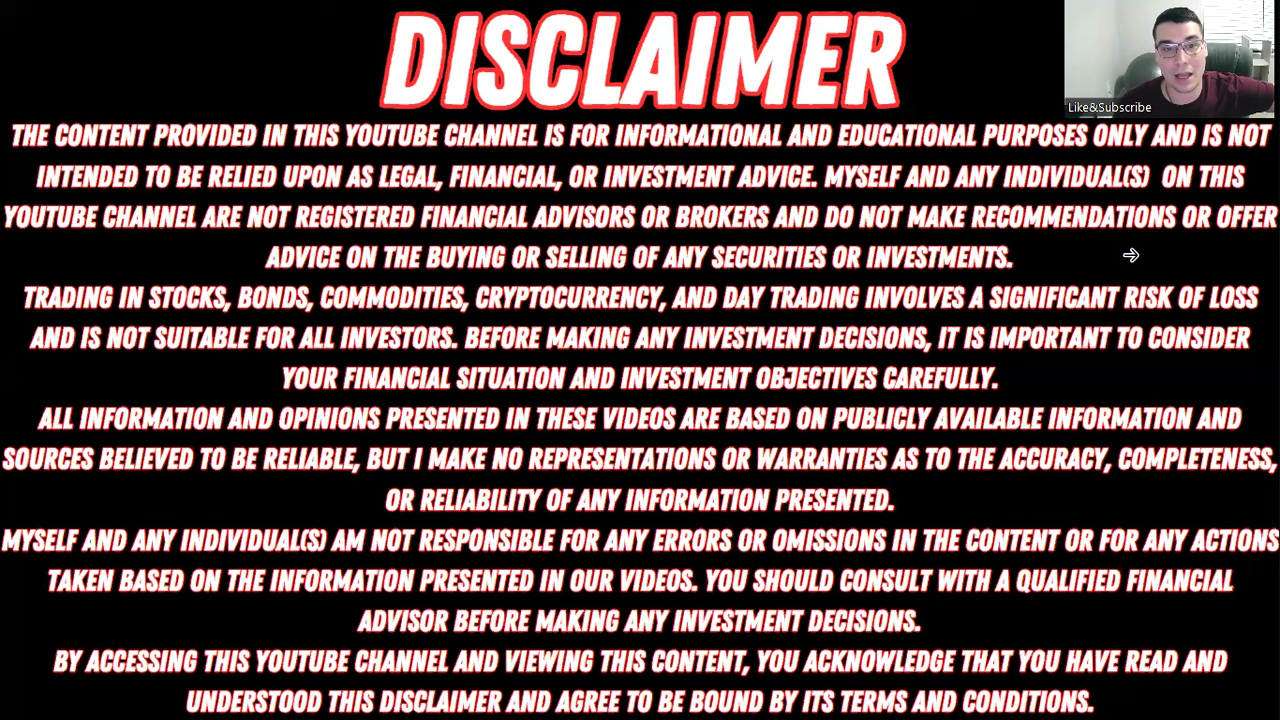 DISCLAIMER
Like&Subscribe
THE CONTENT PROVIDED IN THIS YOUTUBE CHANNEL IS FOR INFORMATIONAL AND EDUCATIONAL PURPOSES ONLY AND IS NOT
INTENDED TO BE RELIED UPON AS LEGAL, FINANCIAL, OR INVESTMENT ADVICE. MYSELF AND ANY INDIVIDUAL(S) ON THIS
YOUTUBE CHANNEL ARE NOT REGISTERED FINANCIAL ADVISORS OR BROKERS AND DO NOT MAKE RECOMMENDATIONS OR OFFER
ADVICE ON THE BUYING OR SELLING OF ANY SECURITIES OR INVESTMENTS.
TRADING IN STOCKS, BONDS, COMMODITIES, CRYPTOCURRENCY, AND DAY TRADING INVOLVES A SIGNIFICANT RISK OF LOSS
AND IS NOT SUITABLE FOR ALL INVESTORS. BEFORE MAKING ANY INVESTMENT DECISIONS, IT IS IMPORTANT TO CONSIDER
YOUR FINANCIAL SITUATION AND INVESTMENT OBJECTIVES CAREFULLY.
ALL INFORMATION AND OPINIONS PRESENTED IN THESE VIDEOS ARE BASED ON PUBLICLY AVAILABLE INFORMATION AND
SOURCES BELIEVED TO BE RELIABLE, BUT I MAKE NO REPRESENTATIONS OR WARRANTIES AS TO THE ACCURACY, COMPLETENESS,
OR RELIABILITY OF ANY INFORMATION PRESENTED.
MYSELF AND ANY INDIVIDUAL(S) AM NOT RESPONSIBLE FOR ANY ERRORS OR OMISSIONS IN THE CONTENT OR FOR ANY ACTIONS
TAKEN BASED ON THE INFORMATION PRESENTED IN OUR VIDEOS. YOU SHOULD CONSULT WITH A QUALIFIED FINANCIAL
ADVISOR BEFORE MAKING ANY INVESTMENT DECISIONS.
BY ACCESSING THIS YOUTUBE CHANNEL AND VIEWING THIS CONTENT, YOU ACKNOWLEDGE THAT YOU HAVE READ AND
UNDERSTOOD THIS DISCLAIMER AND AGREE TO BE BOUND BY ITS TERMS AND CONDITIONS.